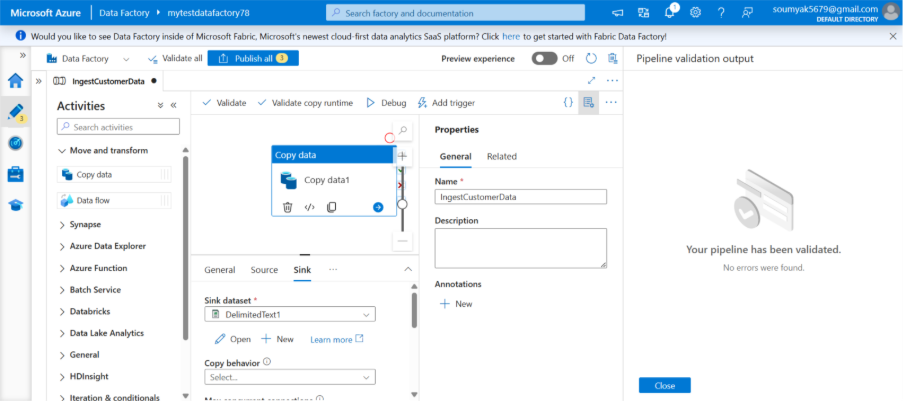 Microsoft Azure
Data Factory
mytestdatafactory78
Search factory and documentation
1
soumyak5679@gmail.com
DEFAULT DIRECTORY
Would you like to see Data Factory inside of Microsoft Fabric, Microsoft's newest cloud-first data analytics SaaS platform? Click here to get started with Fabric Data Factory!
Data Factory
Validate all
Publish all 3
Preview experience
Off
Pipeline validation output
IngestCustomerData
3
Activities
Search activities
Move and transform
Copy data
Data flow
Synapse
Azure Data Explorer
Azure Function
Batch Service
Databricks
Data Lake Analytics
General
HDInsight
Iteration & conditionals
Validate
Validate copy runtime
Debug
Add trigger
Copy data
Copy data1
General
Source
Sink
Sink dataset *
DelimitedText1
Open
New
Learn more
Copy behavior
Select...
Max concurrent connections
Properties
General
Related
Name *
IngestCustomerData
Description
Annotations
New
Your pipeline has been validated.
No errors were found.
Close